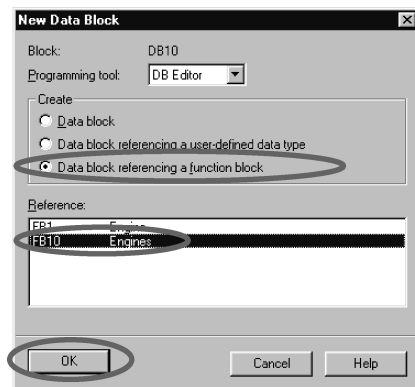 New Data Block
Block: DB10
Programming tool: DB Editor
Create
Data block
Data block referencing a user-defined data type
Data block referencing a function block
Reference:
FB1 Engine
FB10 Engines
OK Cancel Help